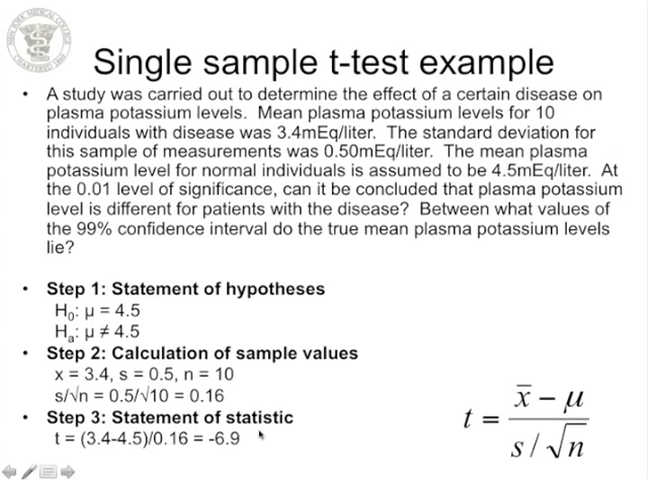 Single sample t-test example
• A study was carried out to determine the effect of a certain disease on
plasma potassium levels.  Mean plasma potassium levels for 10
individuals with disease was 3.4mEq/liter.  The standard deviation for
this sample of measurements was 0.50mEq/liter.  The mean plasma
potassium level for normal individuals is assumed to be 4.5mEq/liter.  At
the 0.01 level of significance, can it be concluded that plasma potassium
level is different for patients with the disease?  Between what values of
the 99% confidence interval do the true mean plasma potassium levels
lie?
• Step 1: Statement of hypotheses
H₀: μ = 4.5
Hₐ: μ ≠ 4.5
• Step 2: Calculation of sample values
x = 3.4, s = 0.5, n = 10
s/√n = 0.5/√10 = 0.16
• Step 3: Statement of statistic
t = (3.4-4.5)/0.16 = -6.9
t = (x̄ − μ) / (s / √n)